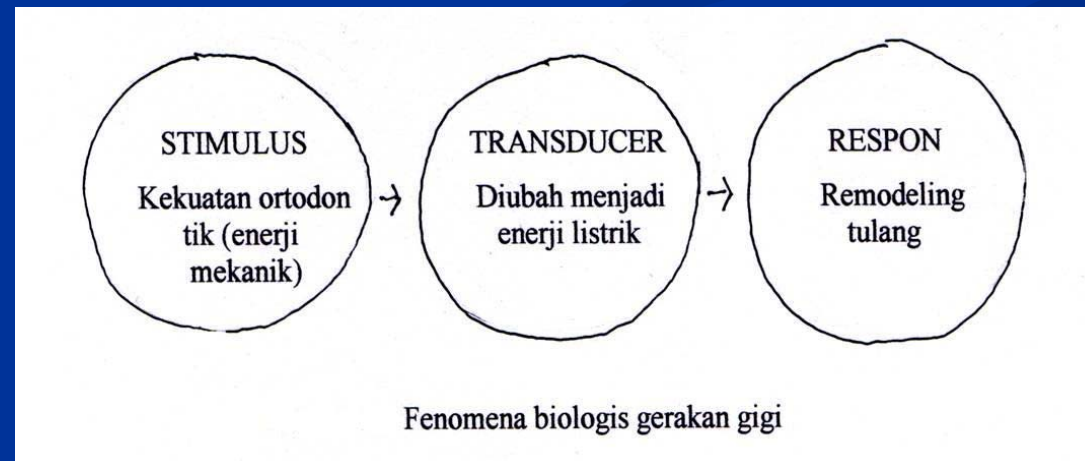 STIMULUS
Kekuatan ortodon
tik (enerji
mekanik)
TRANSDUCER
Diubah menjadi
enerji listrik
RESPON
Remodeling
tulang
Fenomena biologis gerakan gigi